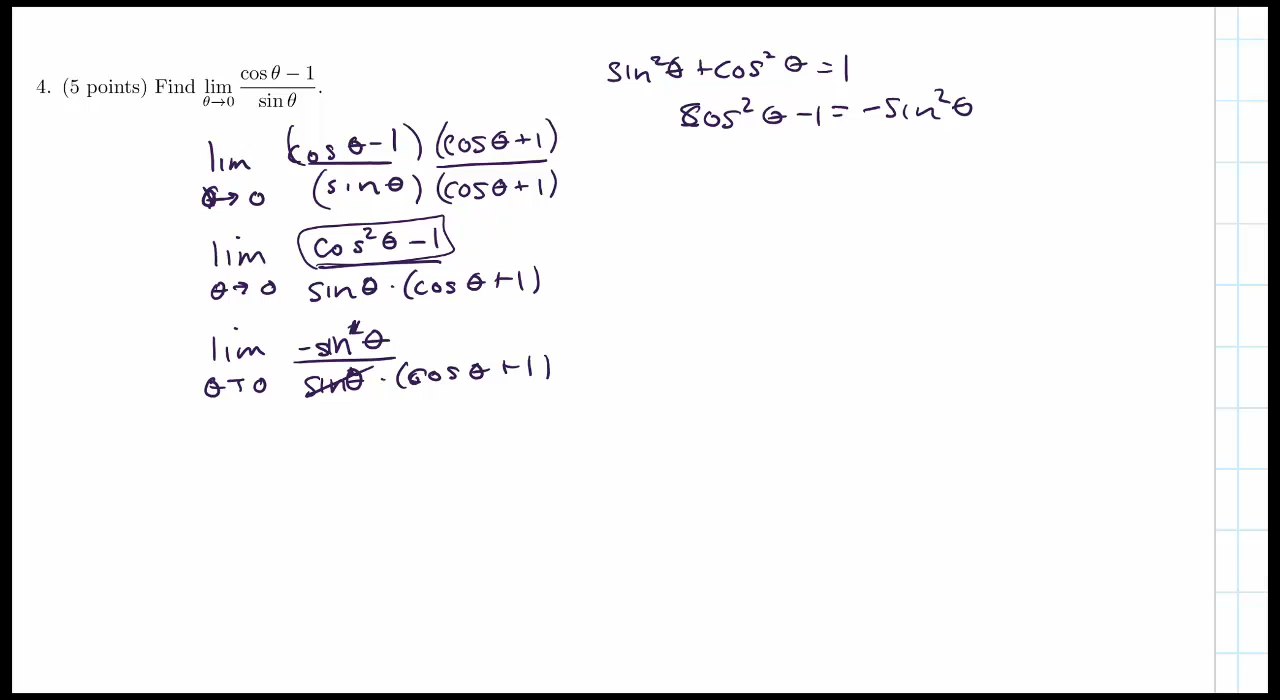 4. (5 points) Find lim θ→0 (cos θ − 1)/(sin θ).
sin²θ + cos²θ = 1
cos²θ − 1 = −sin²θ
lim θ→0 (cos θ − 1)(cos θ + 1) / (sin θ)(cos θ + 1)
lim θ→0 cos²θ − 1 / sin θ · (cos θ + 1)
lim θ→0 −sin²θ / sin θ · (cos θ + 1)